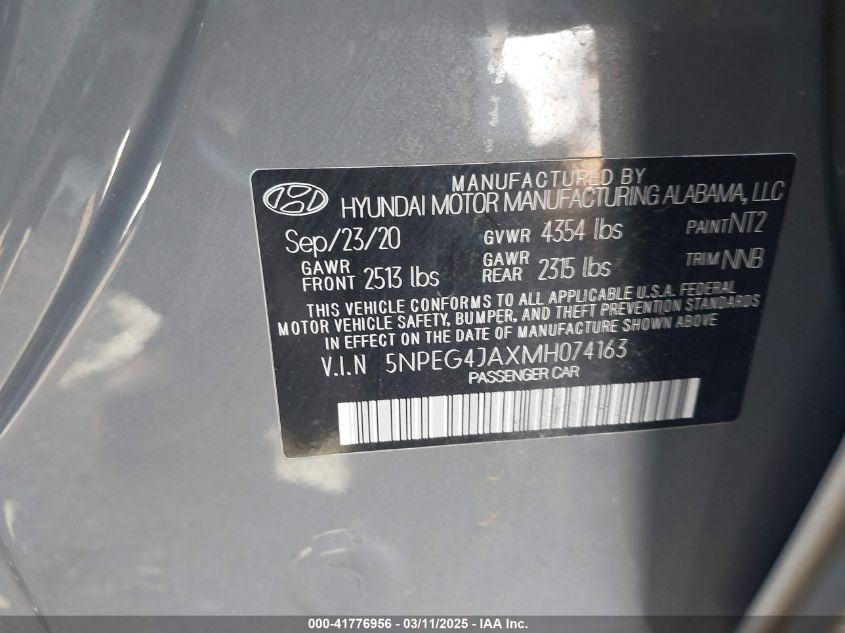 MANUFACTURED BY
HYUNDAI MOTOR MANUFACTURING ALABAMA, LLC
Sep/23/20 GVWR 4354 lbs PAINT NT2
GAWR FRONT 2513 lbs GAWR REAR 2315 lbs TRIM NNB
THIS VEHICLE CONFORMS TO ALL APPLICABLE U.S.A. FEDERAL
MOTOR VEHICLE SAFETY, BUMPER, AND THEFT PREVENTION STANDARDS
IN EFFECT ON THE DATE OF MANUFACTURE SHOWN ABOVE
V.I.N 5NPEG4JAXMH074163
PASSENGER CAR
000-41776956 - 03/11/2025 - IAA Inc.